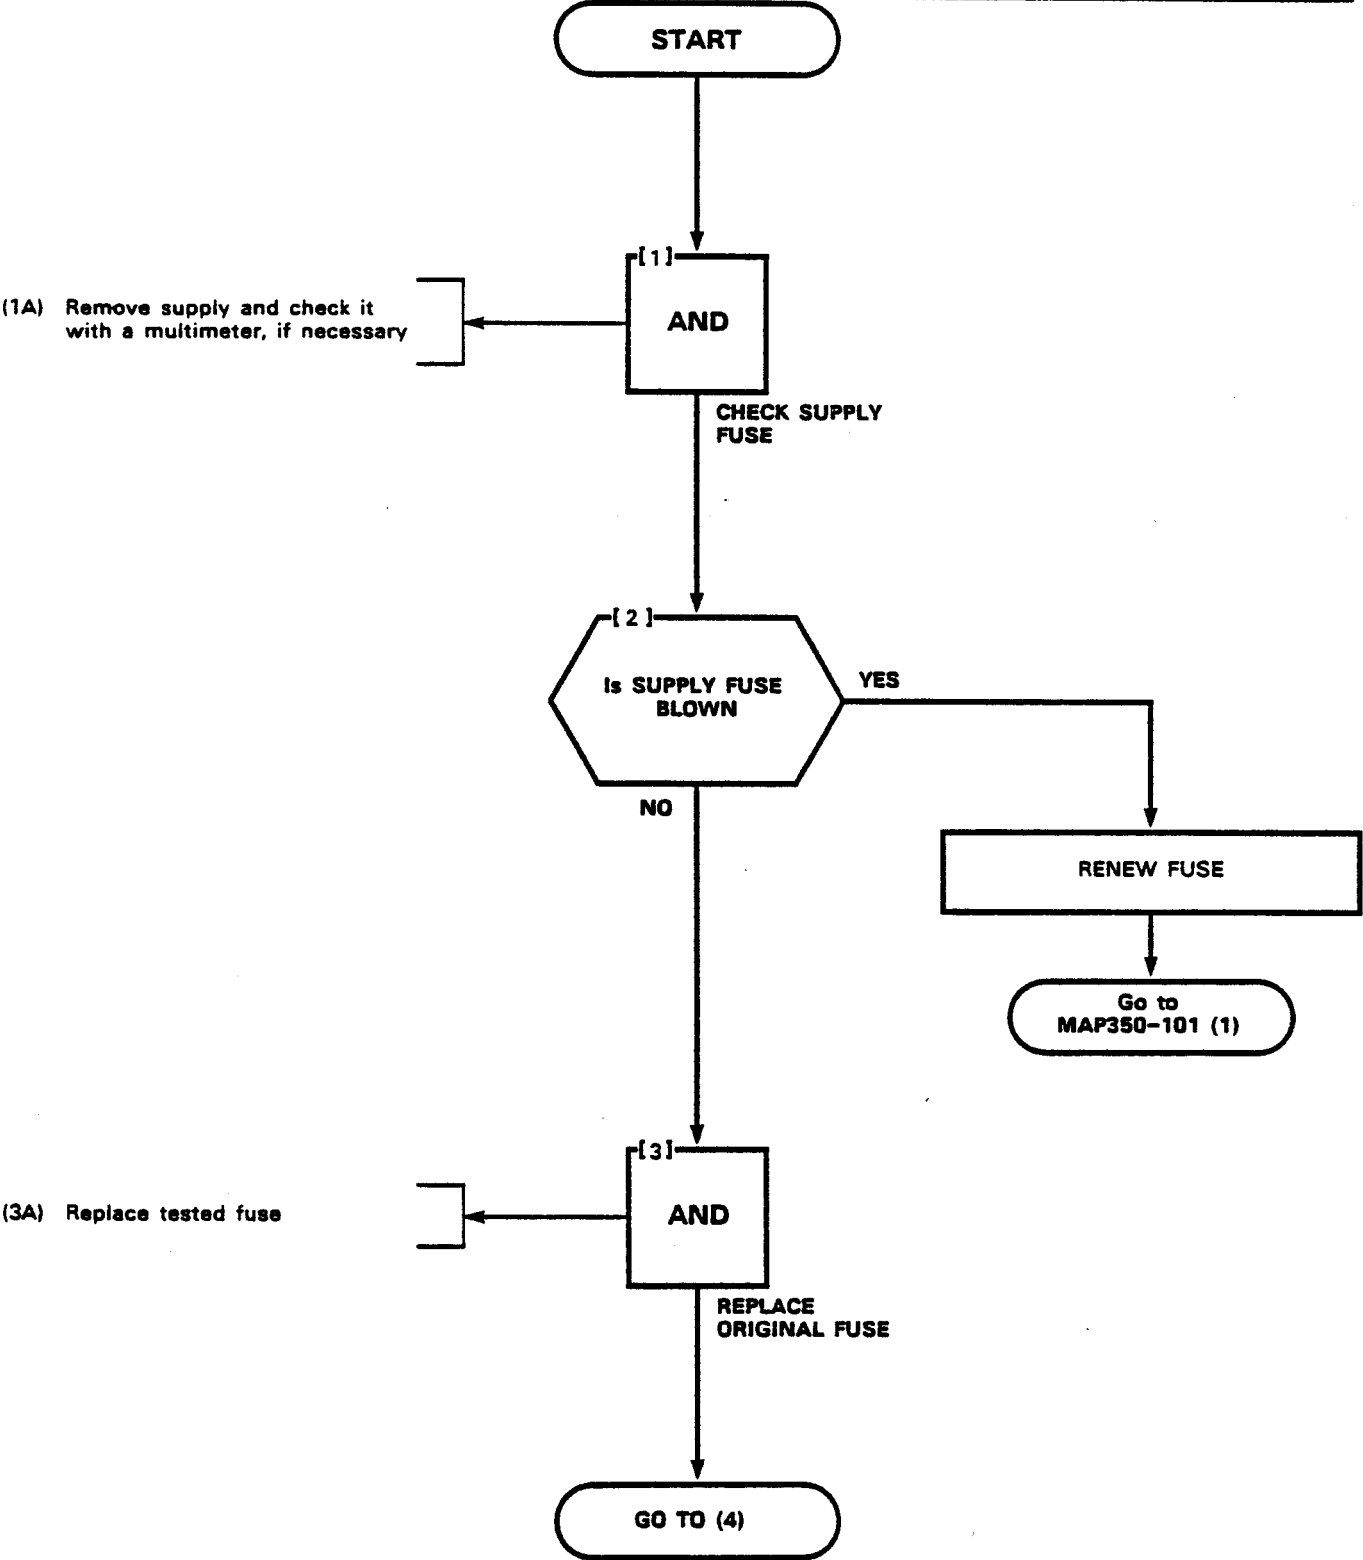 START
[1]
(1A) Remove supply and check it
with a multimeter, if necessary
AND
CHECK SUPPLY
FUSE
[2]
Is SUPPLY FUSE
BLOWN
YES
NO
RENEW FUSE
Go to
MAP350-101 (1)
[3]
(3A) Replace tested fuse
AND
REPLACE
ORIGINAL FUSE
GO TO (4)